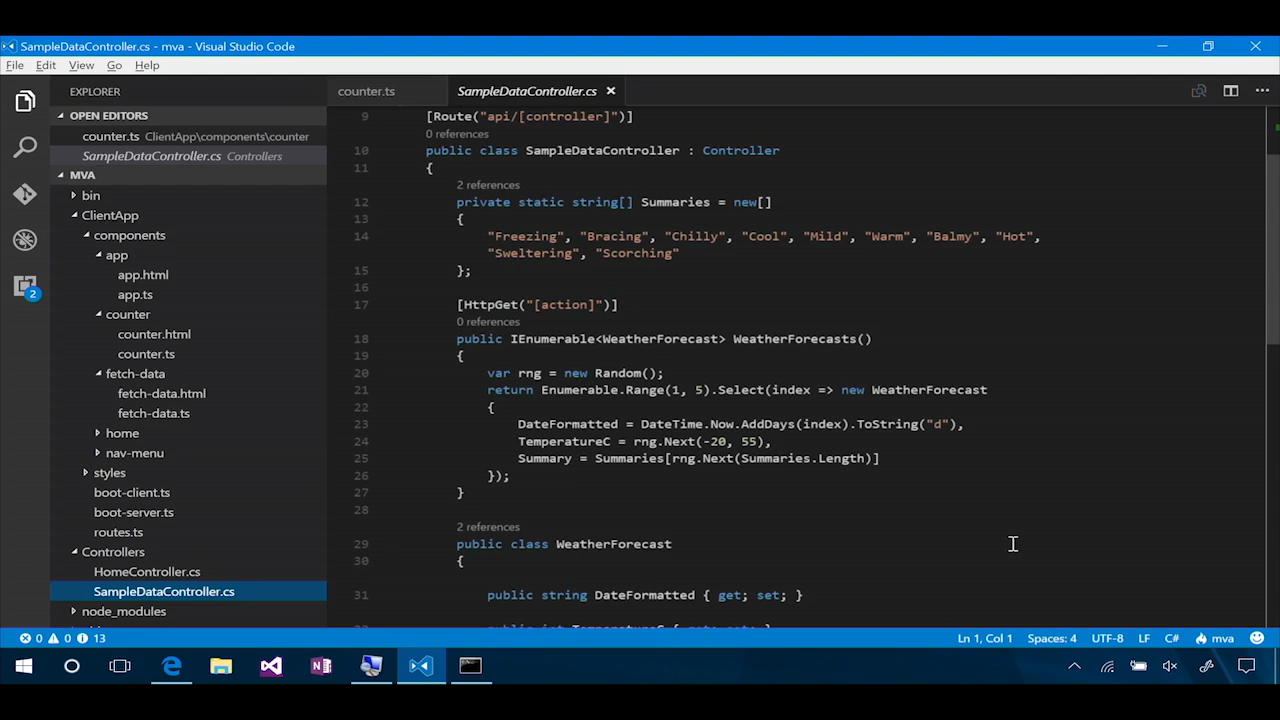 SampleDataController.cs - mva - Visual Studio Code
File Edit View Go Help
EXPLORER
OPEN EDITORS
counter.ts ClientApp\components\counter
SampleDataController.cs Controllers
MVA
bin
ClientApp
components
app
app.html
app.ts
counter
counter.html
counter.ts
fetch-data
fetch-data.html
fetch-data.ts
home
nav-menu
styles
boot-client.ts
boot-server.ts
routes.ts
Controllers
HomeController.cs
SampleDataController.cs
node_modules
2
counter.ts SampleDataController.cs
9 [Route("api/[controller]")]
0 references
10 public class SampleDataController : Controller
11 {
2 references
12 private static string[] Summaries = new[]
13 {
14 "Freezing", "Bracing", "Chilly", "Cool", "Mild", "Warm", "Balmy", "Hot",
"Sweltering", "Scorching"
15 };
16
17 [HttpGet("[action]")]
0 references
18 public IEnumerable<WeatherForecast> WeatherForecasts()
19 {
20 var rng = new Random();
21 return Enumerable.Range(1, 5).Select(index => new WeatherForecast
22 {
23 DateFormatted = DateTime.Now.AddDays(index).ToString("d"),
24 TemperatureC = rng.Next(-20, 55),
25 Summary = Summaries[rng.Next(Summaries.Length)]
26 });
27 }
28
2 references
29 public class WeatherForecast
30 {
31 public string DateFormatted { get; set; }
32 public int TemperatureC { get; set; }
0 0 13 Ln 1, Col 1 Spaces: 4 UTF-8 LF C# mva